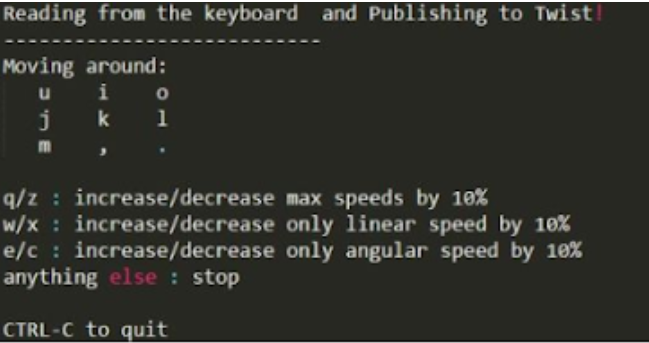 Reading from the keyboard  and Publishing to Twist!
---------------------------
Moving around:
   u    i    o
   j    k    l
   m    ,    .

q/z : increase/decrease max speeds by 10%
w/x : increase/decrease only linear speed by 10%
e/c : increase/decrease only angular speed by 10%
anything else : stop

CTRL-C to quit